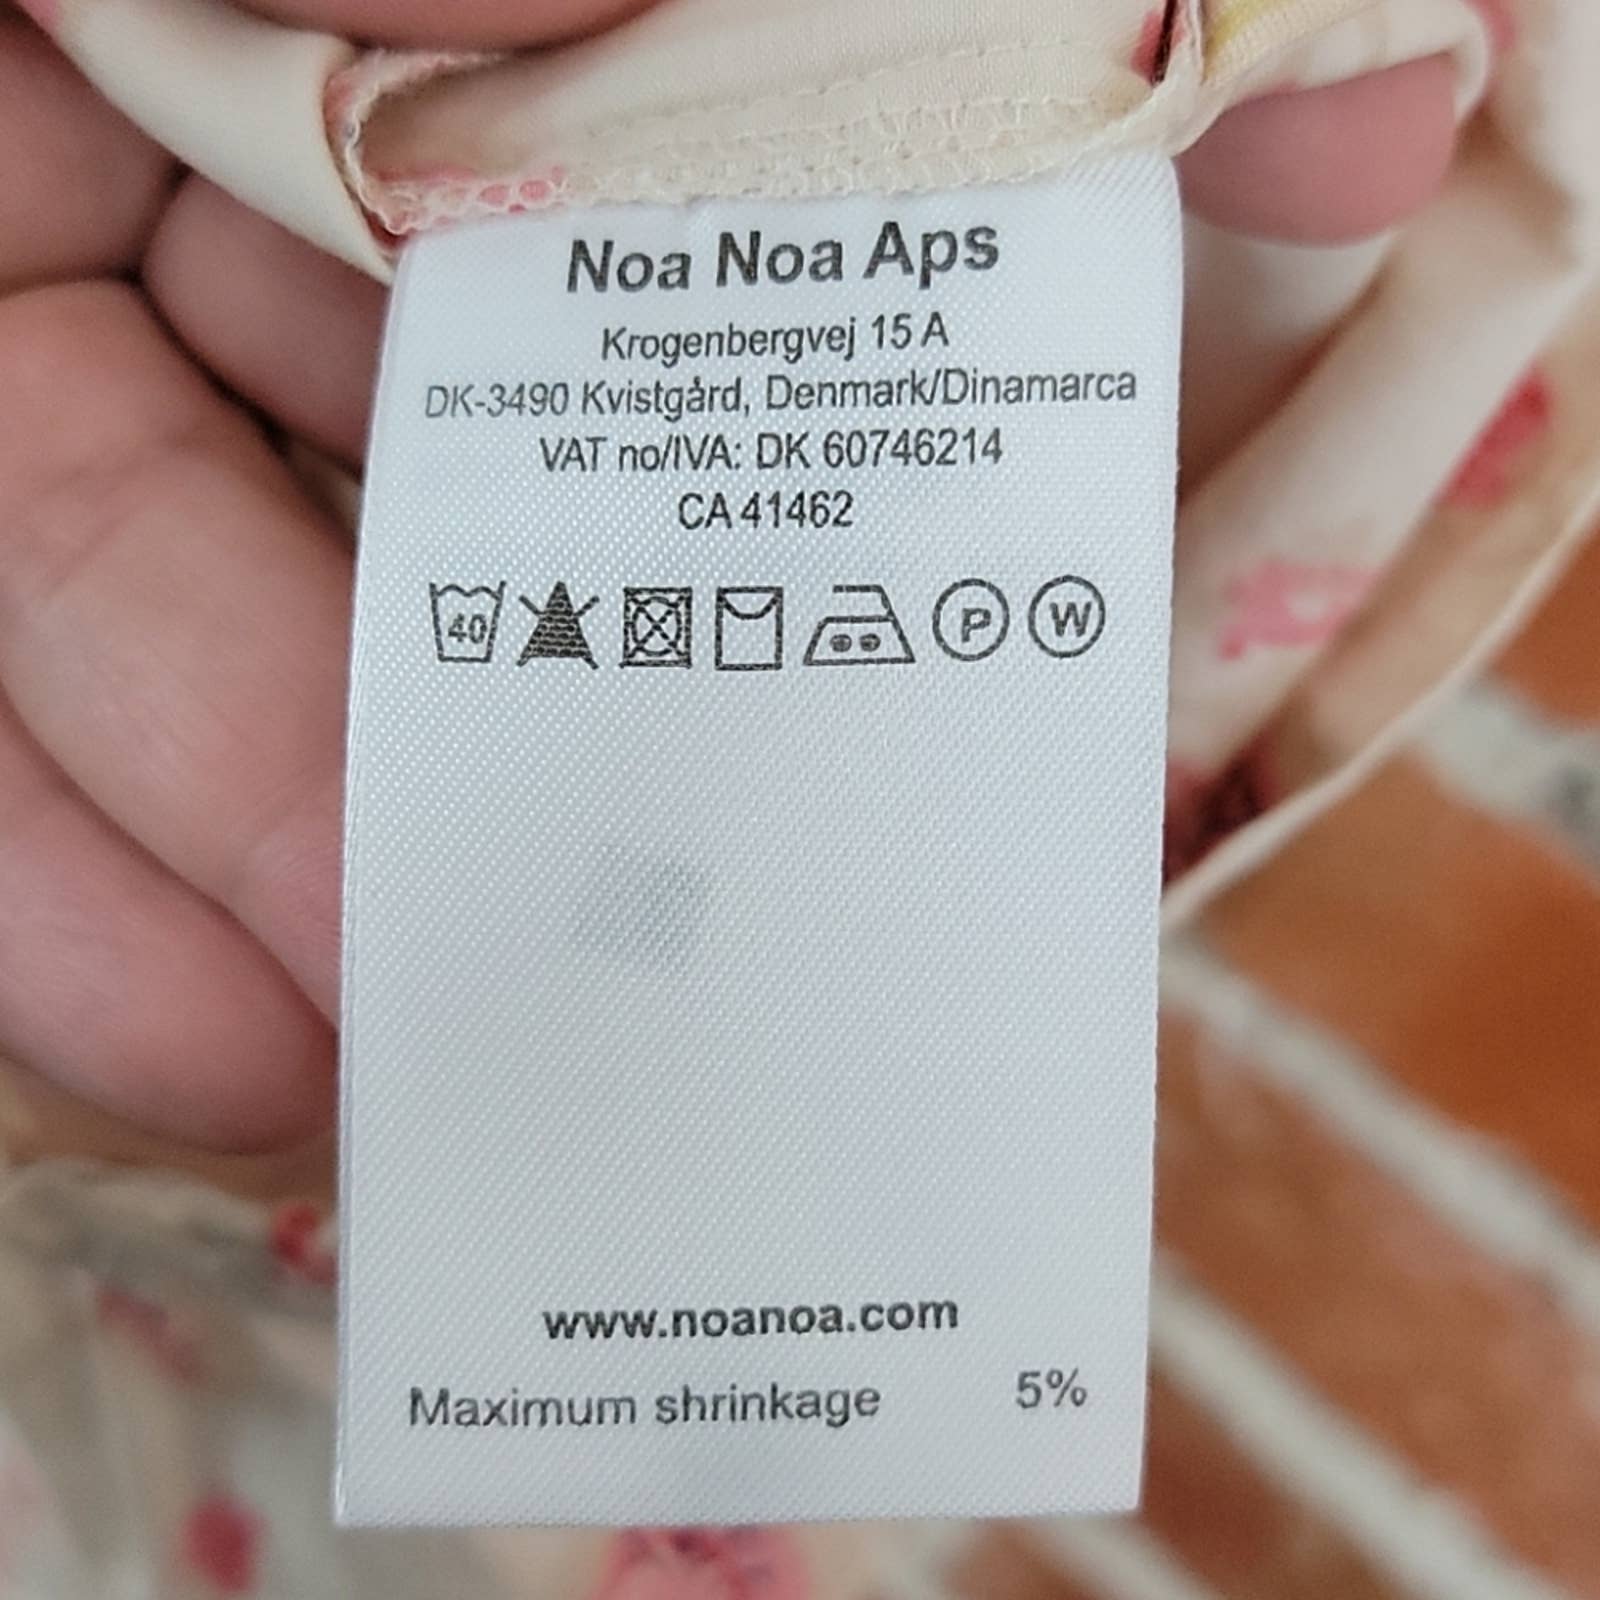 Noa Noa Aps
Krogenbergvej 15 A
DK-3490 Kvistgård, Denmark/Dinamarca
VAT no/IVA: DK 60746214
CA 41462
40 P W
www.noanoa.com
Maximum shrinkage 5%